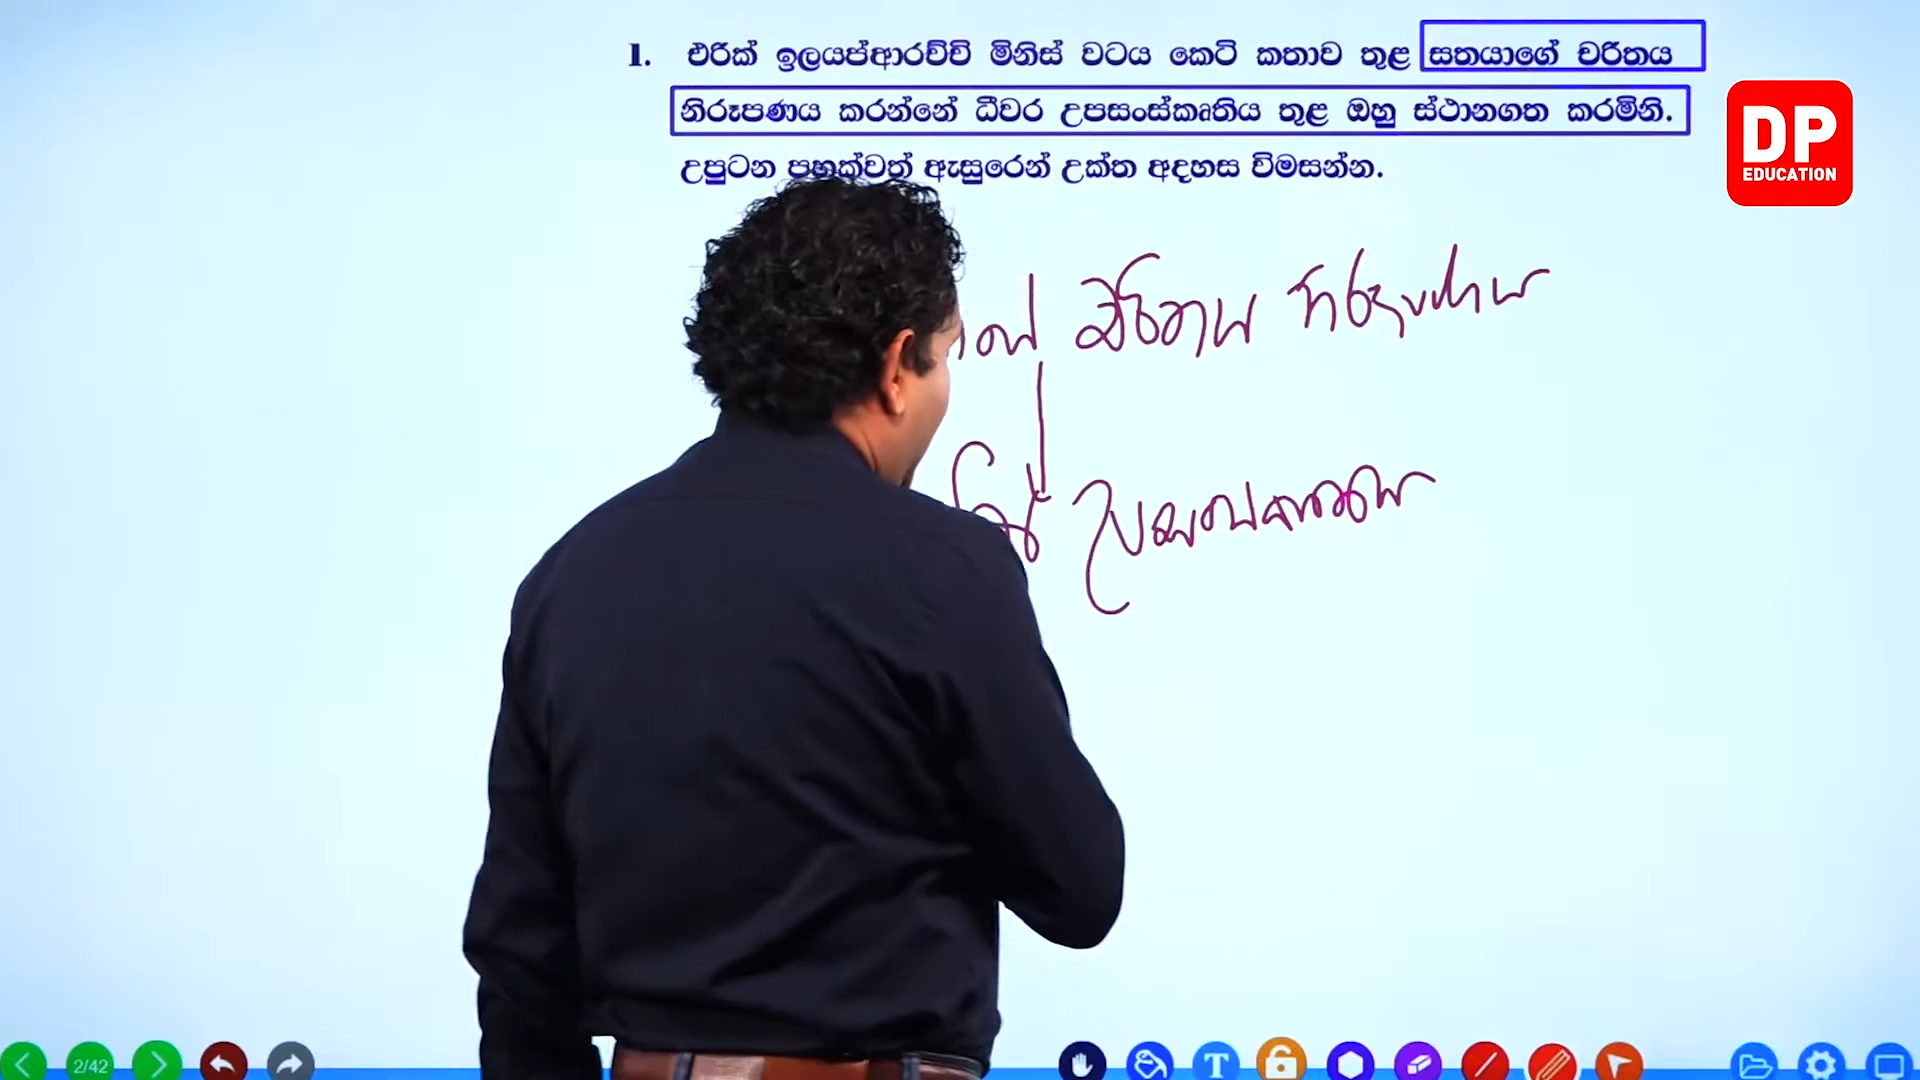 1. එරික් ඉලයප්ආරච්චි මිනිස් වටය කෙටි කතාව තුළ සතයාගේ චරිතය
නිරූපණය කරන්නේ ධීවර උපසංස්කෘතිය තුළ ඔහු ස්ථානගත කරමිනි.
උපුටන පහක්වත් ඇසුරෙන් උක්ත අදහස විමසන්න.
DP
EDUCATION
චරිතය නිරූපණය
උපසංස්කෘතිය
2/42
T